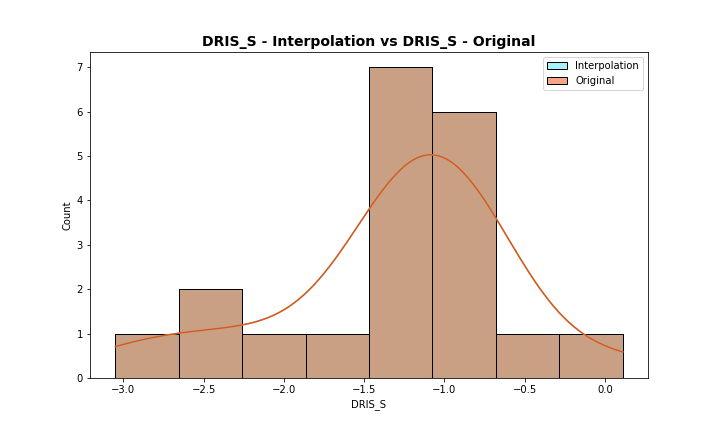 DRIS_S - Interpolation vs DRIS_S - Original
Interpolation
Original
7
6
5
4
3
2
1
0
Count
−3.0 −2.5 −2.0 −1.5 −1.0 −0.5 0.0
DRIS_S